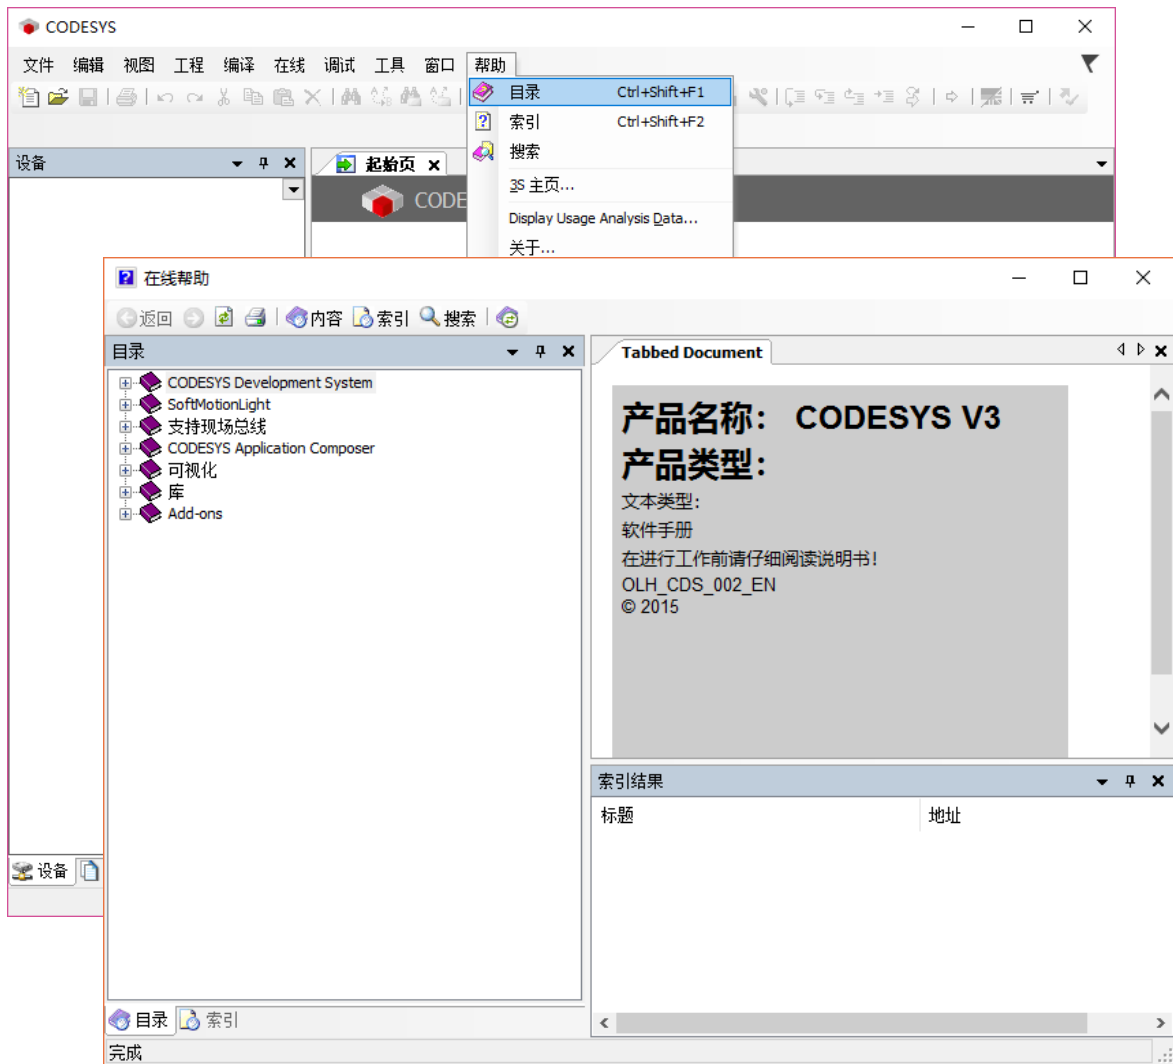 CODESYS
文件 编辑 视图 工程 编译 在线 调试 工具 窗口 帮助
目录 Ctrl+Shift+F1
索引 Ctrl+Shift+F2
搜索
3S 主页...
Display Usage Analysis Data...
关于...
设备
起始页
CODE
设备
在线帮助
返回 内容 索引 搜索
目录
CODESYS Development System
SoftMotionLight
支持现场总线
CODESYS Application Composer
可视化
库
Add-ons
目录 索引
完成
Tabbed Document
产品名称: CODESYS V3
产品类型:
文本类型:
软件手册
在进行工作前请仔细阅读说明书!
OLH_CDS_002_EN
© 2015
索引结果
标题 地址